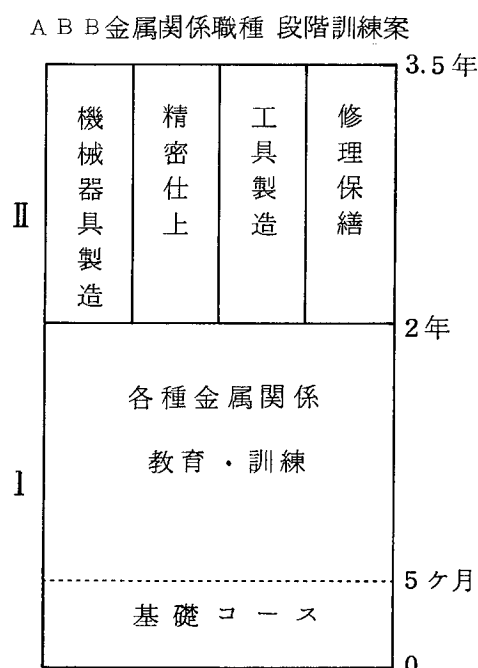 ABB金属関係職種 段階訓練案
3.5年
機械器具製造
精密仕上
工具製造
修理保繕
II
2年
各種金属関係
教育・訓練
I
5ヶ月
基礎コース
0